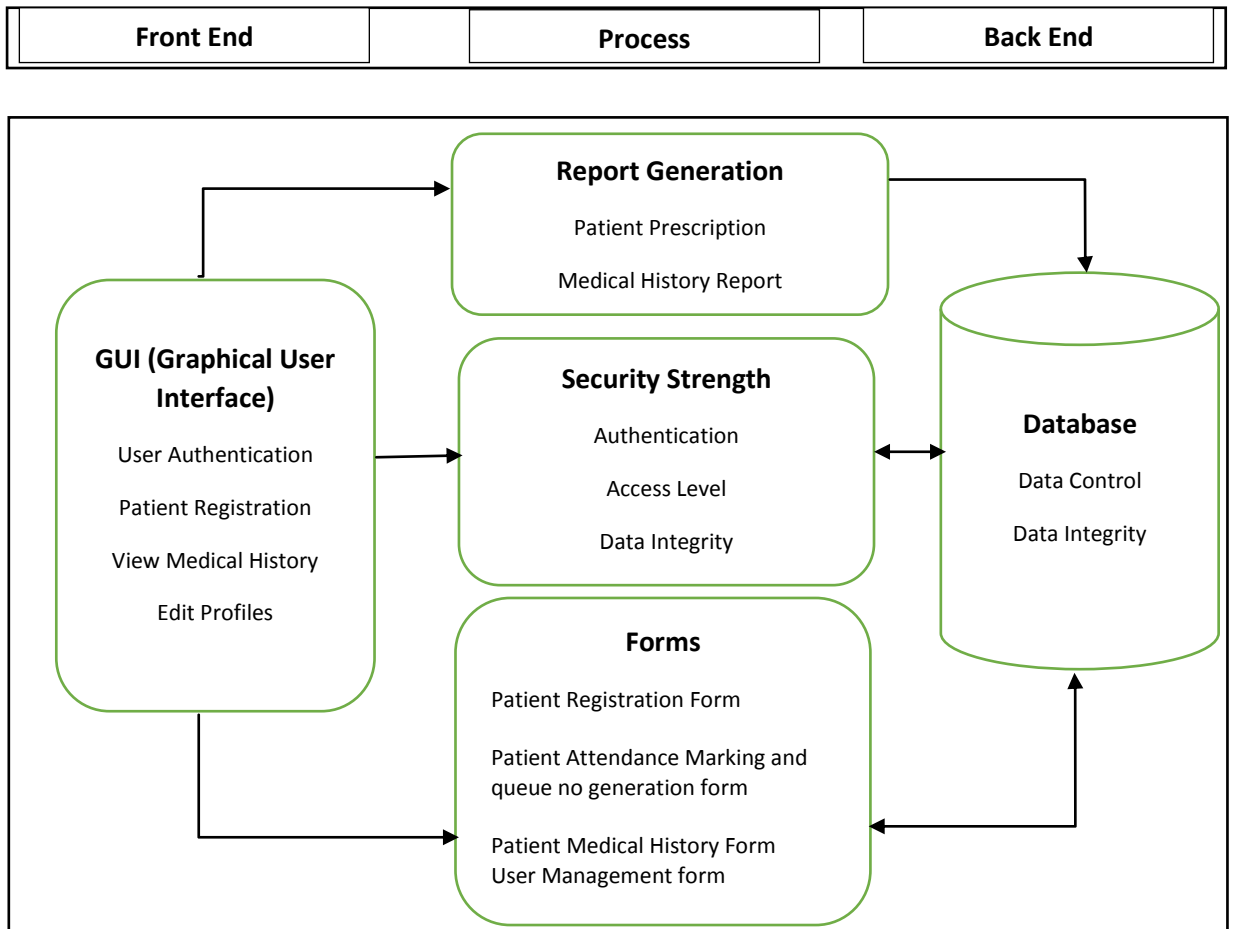 Front End
Process
Back End
Report Generation
Patient Prescription
Medical History Report
GUI (Graphical User
Interface)
User Authentication
Patient Registration
View Medical History
Edit Profiles
Security Strength
Authentication
Access Level
Data Integrity
Database
Data Control
Data Integrity
Forms
Patient Registration Form
Patient Attendance Marking and
queue no generation form
Patient Medical History Form
User Management form